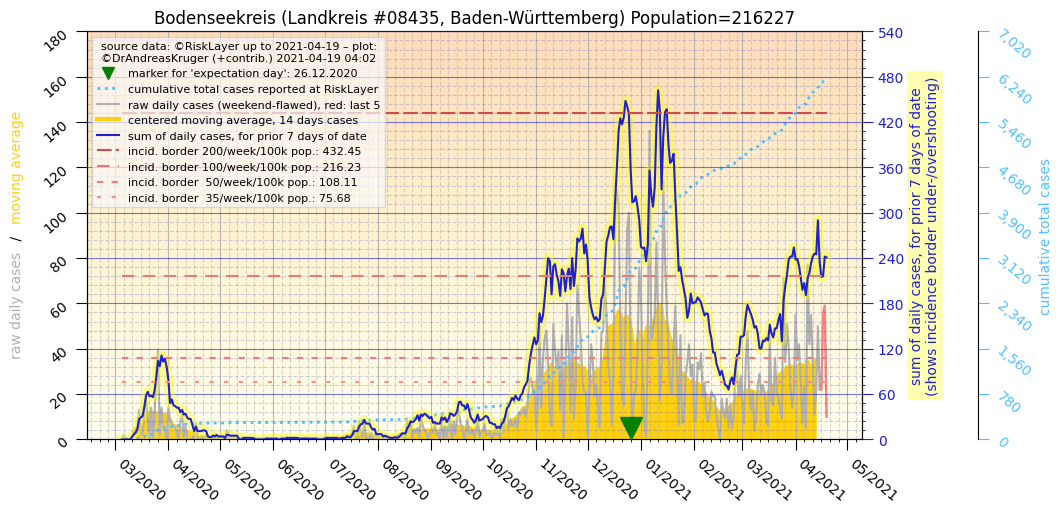 Bodenseekreis (Landkreis #08435, Baden-Württemberg) Population=216227
source data: ©RiskLayer up to 2021-04-19 – plot:
©DrAndreasKruger (+contrib.) 2021-04-19 04:02
marker for 'expectation day': 26.12.2020
cumulative total cases reported at RiskLayer
raw daily cases (weekend-flawed), red: last 5
centered moving average, 14 days cases
sum of daily cases, for prior 7 days of date
incid. border 200/week/100k pop.: 432.45
incid. border 100/week/100k pop.: 216.23
incid. border  50/week/100k pop.: 108.11
incid. border  35/week/100k pop.: 75.68
raw daily cases / moving average
180
160
140
120
100
80
60
40
20
0
03/2020
04/2020
05/2020
06/2020
07/2020
08/2020
09/2020
10/2020
11/2020
12/2020
01/2021
02/2021
03/2021
04/2021
05/2021
540
480
420
360
300
240
180
120
60
0
sum of daily cases, for prior 7 days of date
(shows incidence border under-/overshooting)
7,020
6,240
5,460
4,680
3,900
3,120
2,340
1,560
780
0
cumulative total cases